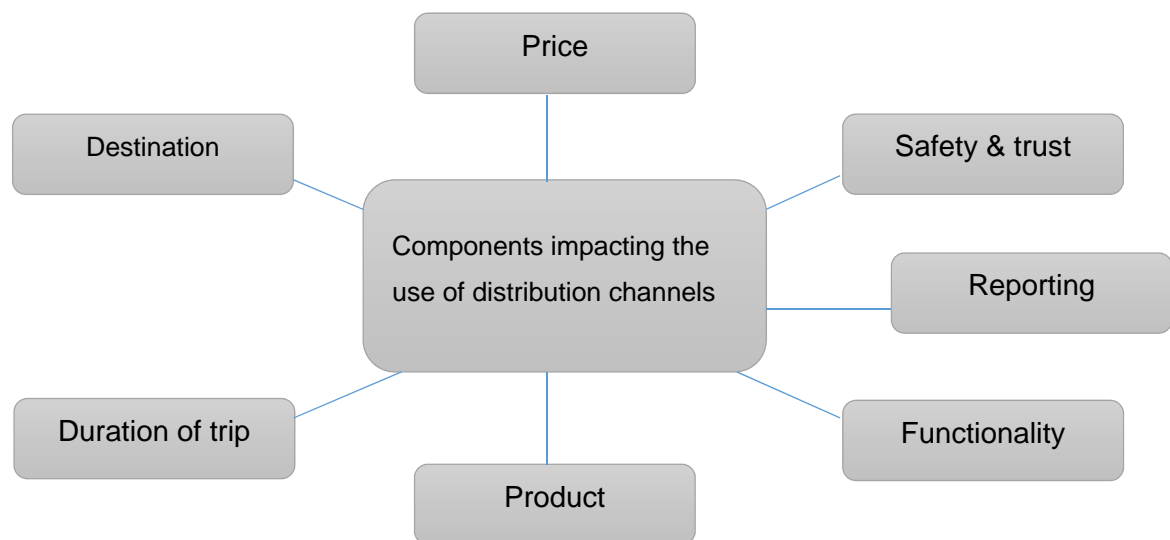 Price
Destination
Safety & trust
Components impacting the
use of distribution channels
Reporting
Duration of trip
Functionality
Product